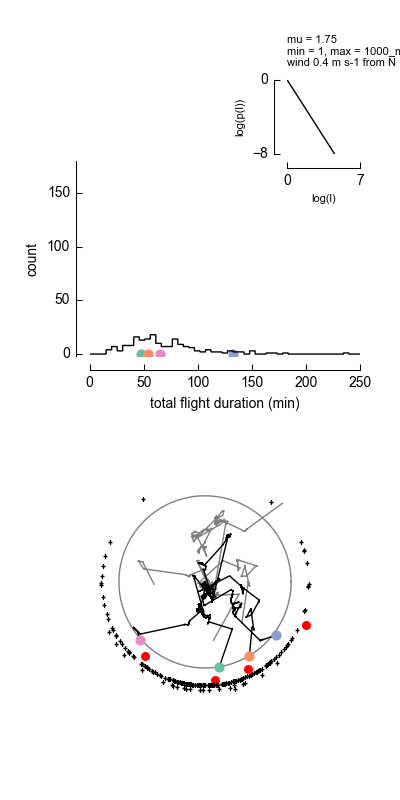 mu = 1.75
min = 1, max = 1000_m
wind 0.4 m s-1 from N
0
log(p(l))
−8
0
7
log(l)
150
100
50
0
count
0
50
100
150
200
250
total flight duration (min)